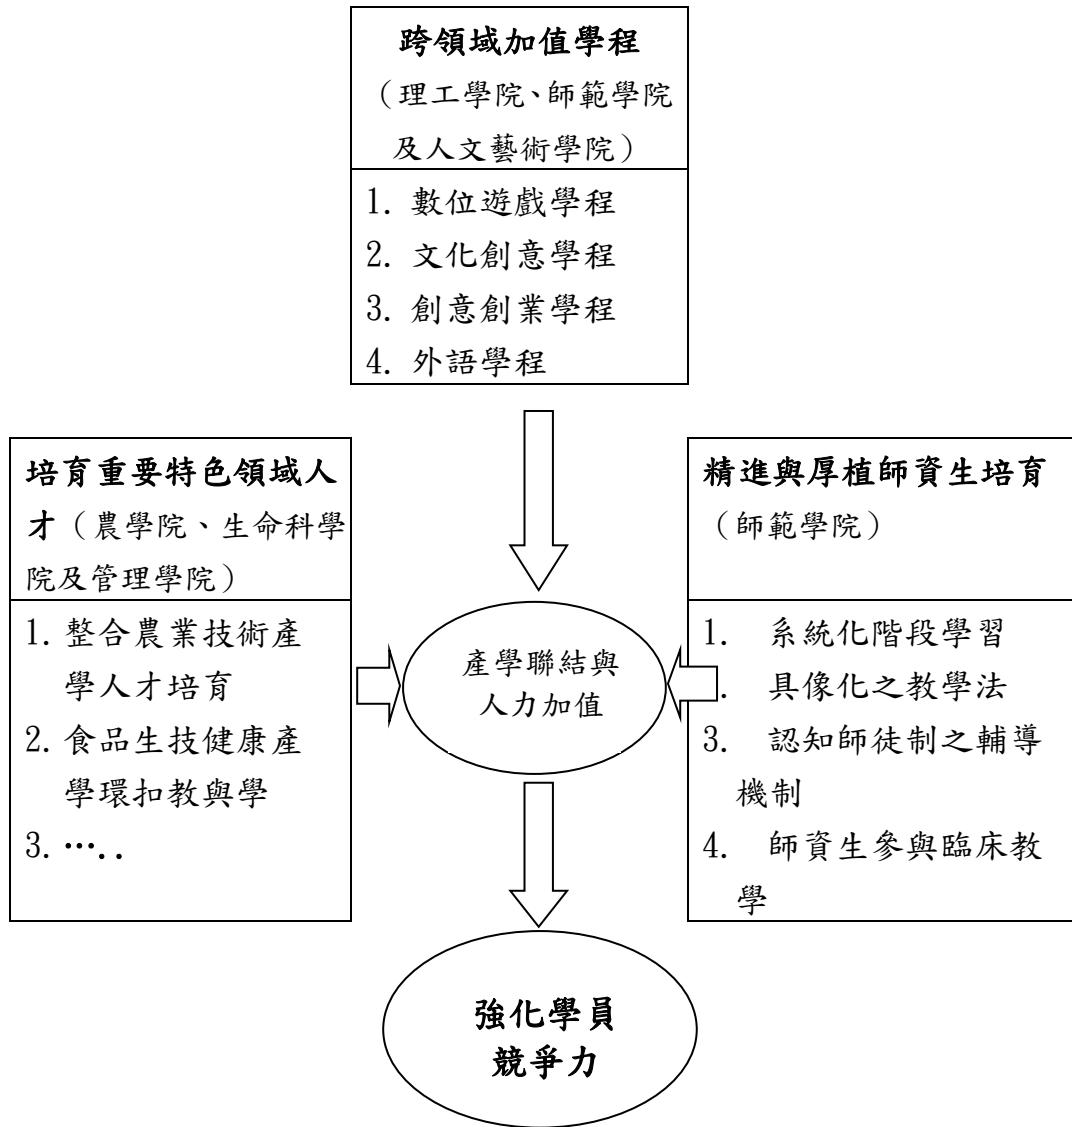 跨領域加值學程
（理工學院、師範學院
及人文藝術學院）
1. 數位遊戲學程
2. 文化創意學程
3. 創意創業學程
4. 外語學程
培育重要特色領域人
才（農學院、生命科學
院及管理學院）
1. 整合農業技術產
學人才培育
2. 食品生技健康產
學環扣教與學
3. …..
產學聯結與
人力加值
精進與厚植師資生培育
（師範學院）
1. 系統化階段學習
. 具像化之教學法
3. 認知師徒制之輔導
機制
4. 師資生參與臨床教
學
強化學員
競爭力